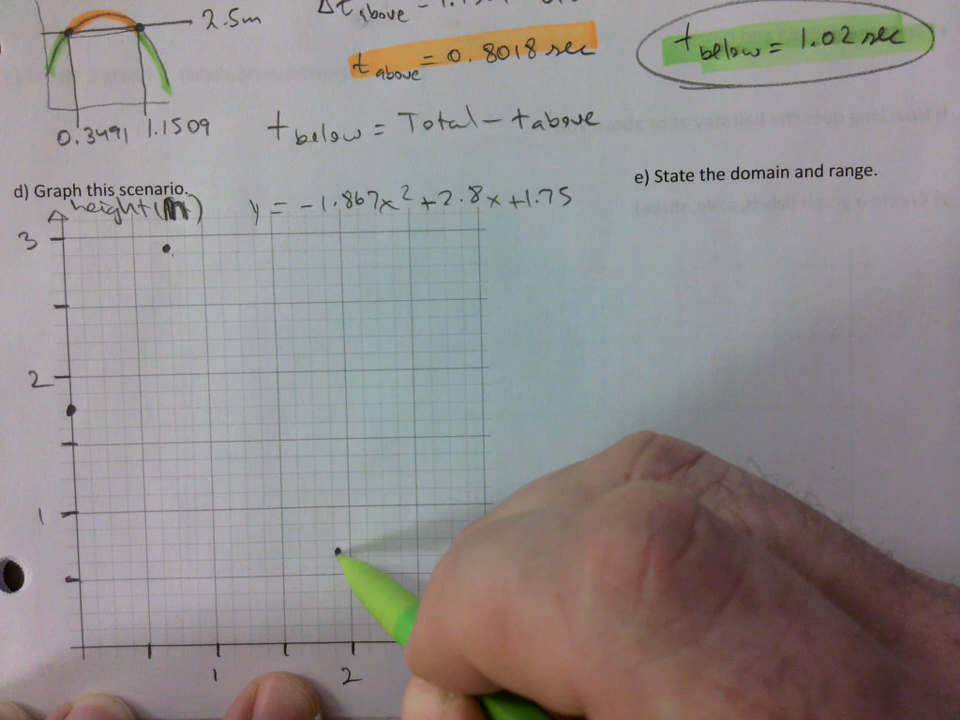 2.5m
t above = 0.8018 sec
t below = 1.02 sec
0.3491 1.1509
t below = Total - t above
d) Graph this scenario.
e) State the domain and range.
height (m)
y = -1.867x² + 2.8x + 1.75
3
2
1
1
2